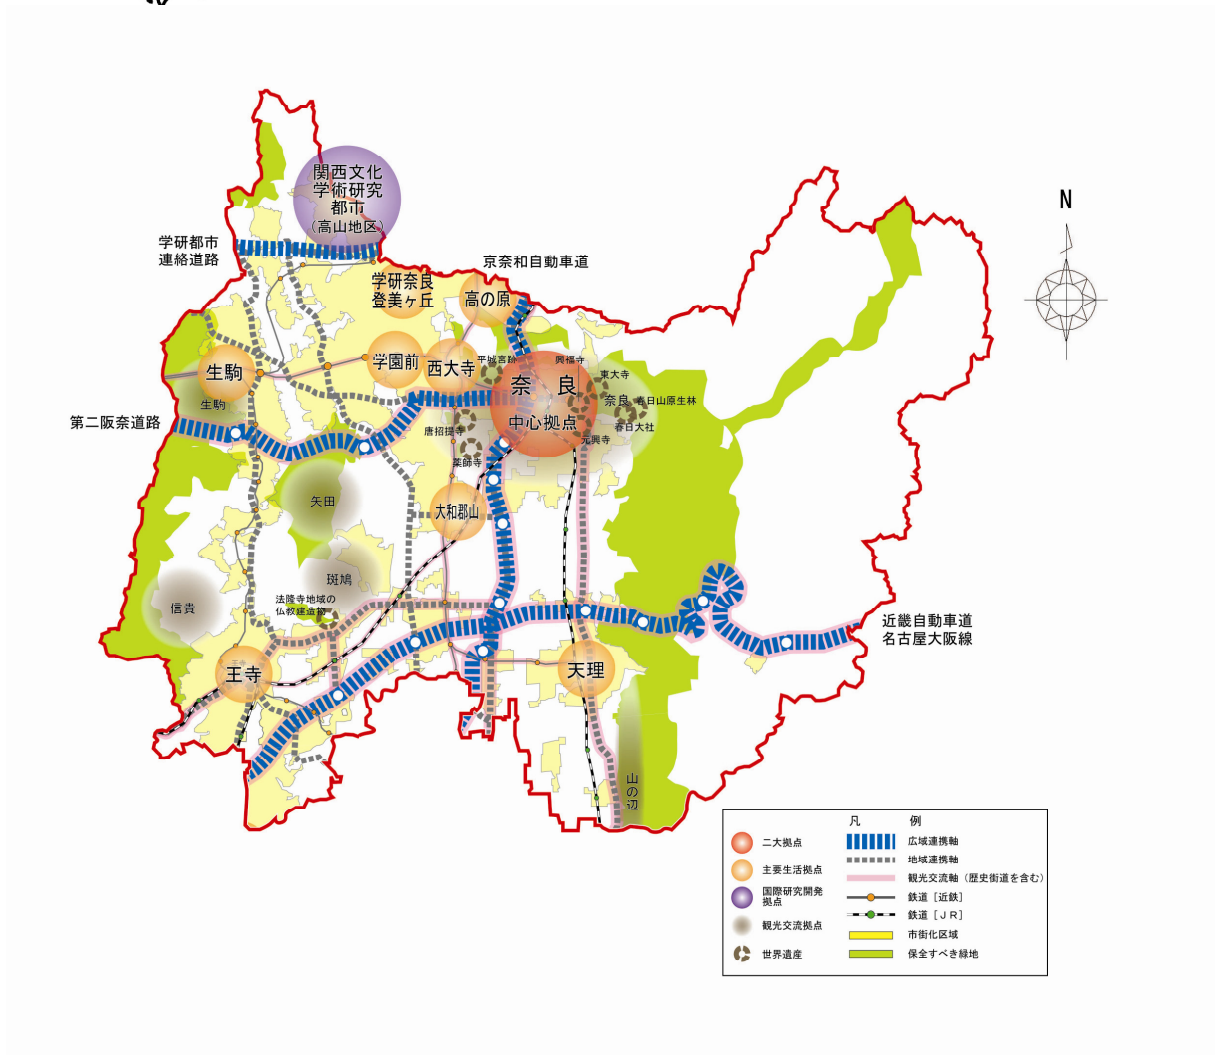 関西文化
学術研究
都市
(高山地区)
N
学研都市
連絡道路
京奈和自動車道
学研奈良
登美ヶ丘
高の原
学園前
西大寺
平城宮跡
興福寺
東大寺
生駒
生駒
奈 良
中心拠点
奈良
春日山原生林
春日大社
元興寺
第二阪奈道路
唐招提寺
薬師寺
矢田
大和郡山
斑鳩
信貴
法隆寺地域の
仏教建造物
近畿自動車道
名古屋大阪線
王寺
天理
山の辺
凡 例
二大拠点
広域連携軸
主要生活拠点
地域連携軸
国際研究開発
拠点
観光交流軸(歴史街道を含む)
鉄道[近鉄]
観光交流拠点
鉄道[JR]
市街化区域
世界遺産
保全すべき緑地